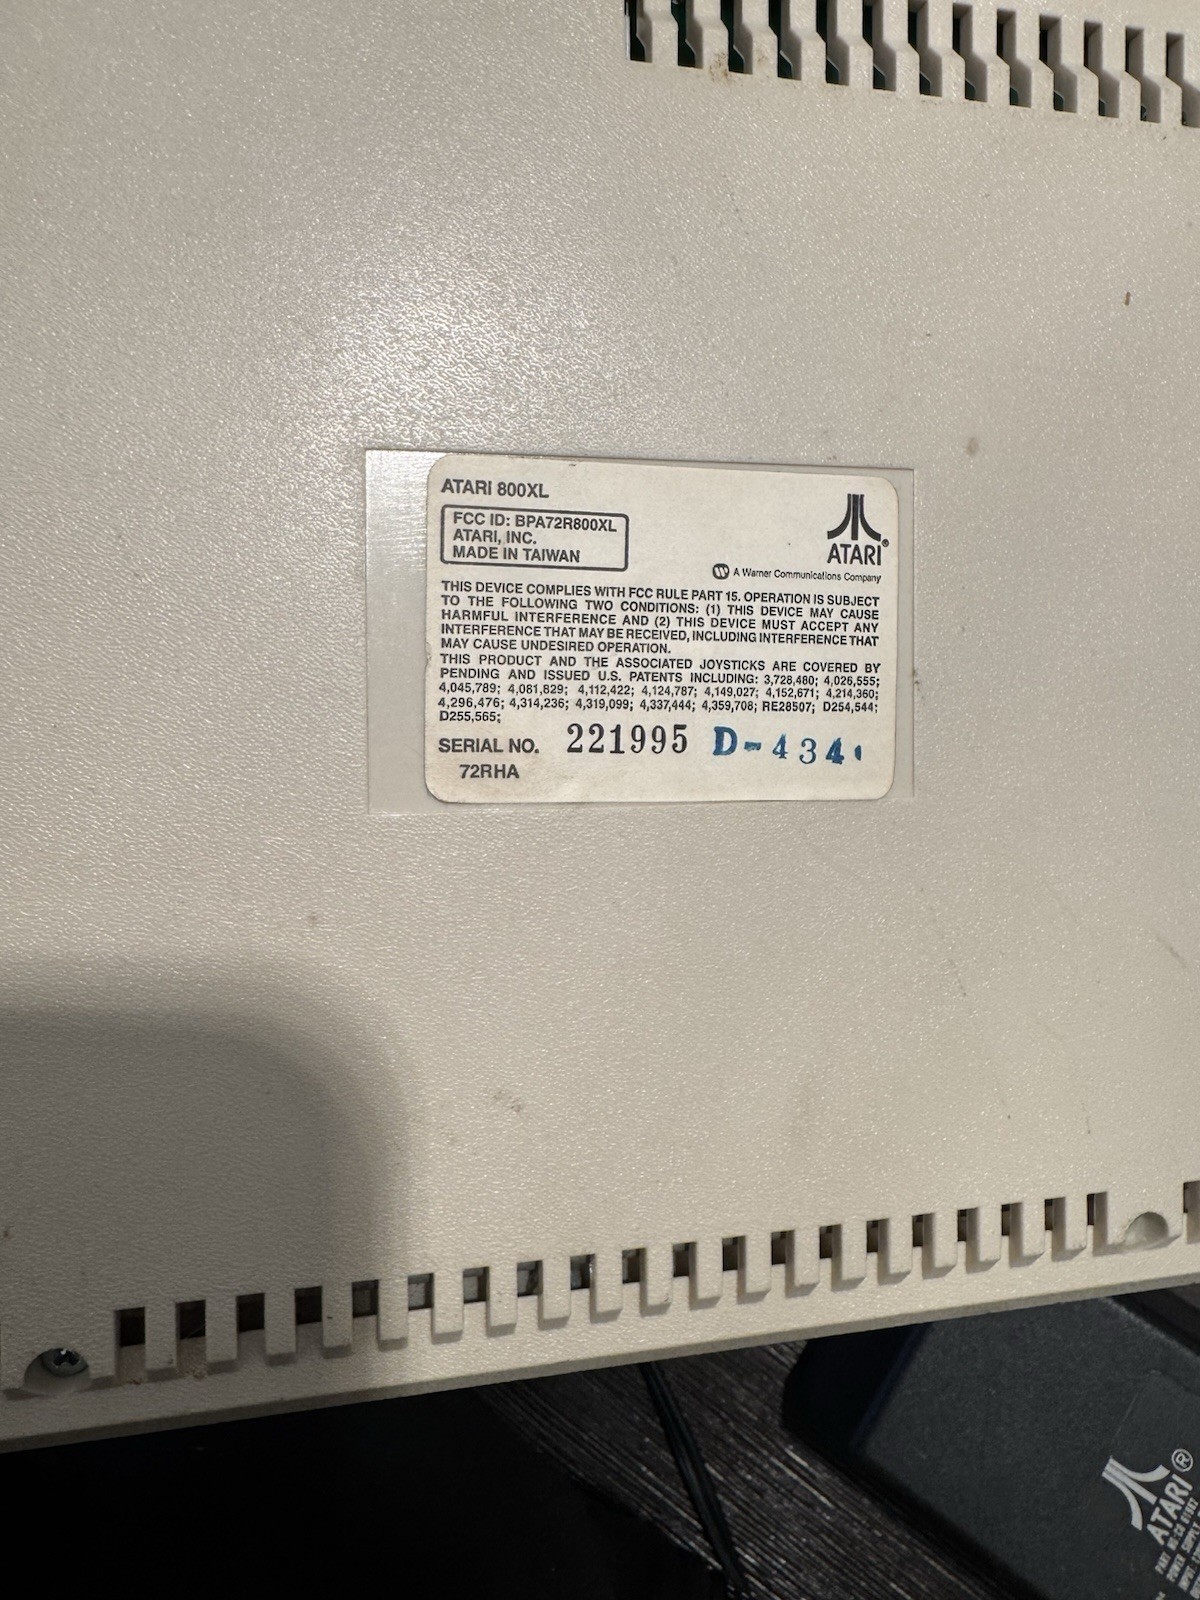 ATARI 800XL
FCC ID: BPA72R800XL
ATARI, INC.
MADE IN TAIWAN
ATARI®
W A Warner Communications Company
THIS DEVICE COMPLIES WITH FCC RULE PART 15. OPERATION IS SUBJECT
TO THE FOLLOWING TWO CONDITIONS: (1) THIS DEVICE MAY CAUSE
HARMFUL INTERFERENCE AND (2) THIS DEVICE MUST ACCEPT ANY
INTERFERENCE THAT MAY BE RECEIVED, INCLUDING INTERFERENCE THAT
MAY CAUSE UNDESIRED OPERATION.
THIS PRODUCT AND THE ASSOCIATED JOYSTICKS ARE COVERED BY
PENDING AND ISSUED U.S. PATENTS INCLUDING: 3,728,480; 4,026,555;
4,045,789; 4,081,829; 4,112,422; 4,124,787; 4,149,027; 4,152,671; 4,214,360;
4,296,476; 4,314,236; 4,319,099; 4,337,444; 4,359,708; RE28507; D254,544;
D255,565;
SERIAL NO. 221995 D-434
72RHA
ATARI®
PART NO.
POWER